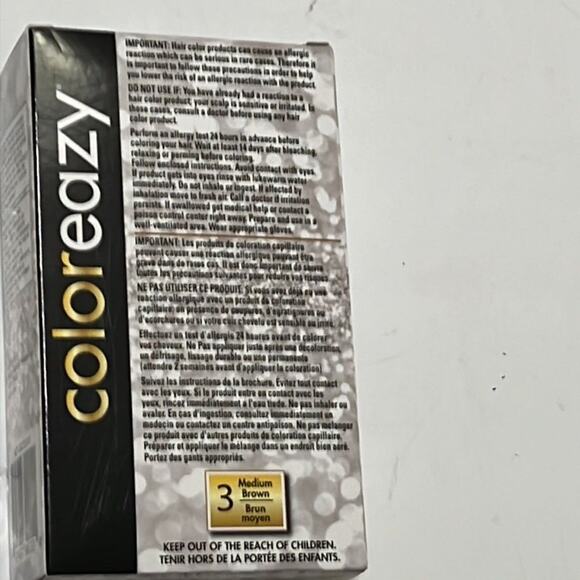 coloreazy
IMPORTANT: Hair color products can cause an allergic
reaction which can be serious in rare cases. Therefore it
is important to follow these precautions in order to help
you lower the risk of an allergic reaction with the product.
DO NOT USE IF: You have already had a reaction to a
hair color product; your scalp is sensitive or irritated. In
these cases, consult a doctor before using any hair
color product.
Perform an allergy test 24 hours in advance before
coloring your hair. Wait at least 14 days after bleaching,
relaxing or perming before coloring.
Follow enclosed instructions. Avoid contact with eyes.
If product gets into eyes rinse with lukewarm water
immediately. Do not inhale or ingest. If affected by
inhalation move to fresh air. Call a doctor if irritation
persists. If swallowed get medical help or contact a
poison control center right away. Prepare and use in a
well-ventilated area. Wear appropriate gloves.
IMPORTANT: Les produits de coloration capillaire
peuvent causer une réaction allergique pouvant être
grave dans de rares cas. Il est donc important de suivre
toutes les précautions suivantes pour réduire vos risques
NE PAS UTILISER CE PRODUIT: Si vous avez déjà eu une
réaction allergique avec un produit de coloration
capillaire; en présence de coupures, d'égratignures ou
d'écorchures ou si votre cuir chevelu est sensible ou irrité.
Effectuez un test d'allergie 24 heures avant de colorer
vos cheveux. Ne Pas appliquer juste après une décoloration,
un défrisage, lissage durable ou une permanente
(attendre 2 semaines avant d'appliquer la coloration)
Suivez les instructions de la brochure. Evitez tout contact
avec les yeux. Si le produit entre en contact avec les
yeux, rincez immédiatement a l'eau tiede. Ne pas inhaler ou
avaler. En cas d'ingestion, consultez immediatement un
medecin ou contactez un centre antipoison. Ne pas melanger
ce produit avec d'autres produits de coloration capillaire.
Préparer et appliquer le mélange dans un endroit bien aéré.
Portez des gants appropriés.
3
Medium
Brown
Brun
moyen
KEEP OUT OF THE REACH OF CHILDREN.
TENIR HORS DE LA PORTÉE DES ENFANTS.